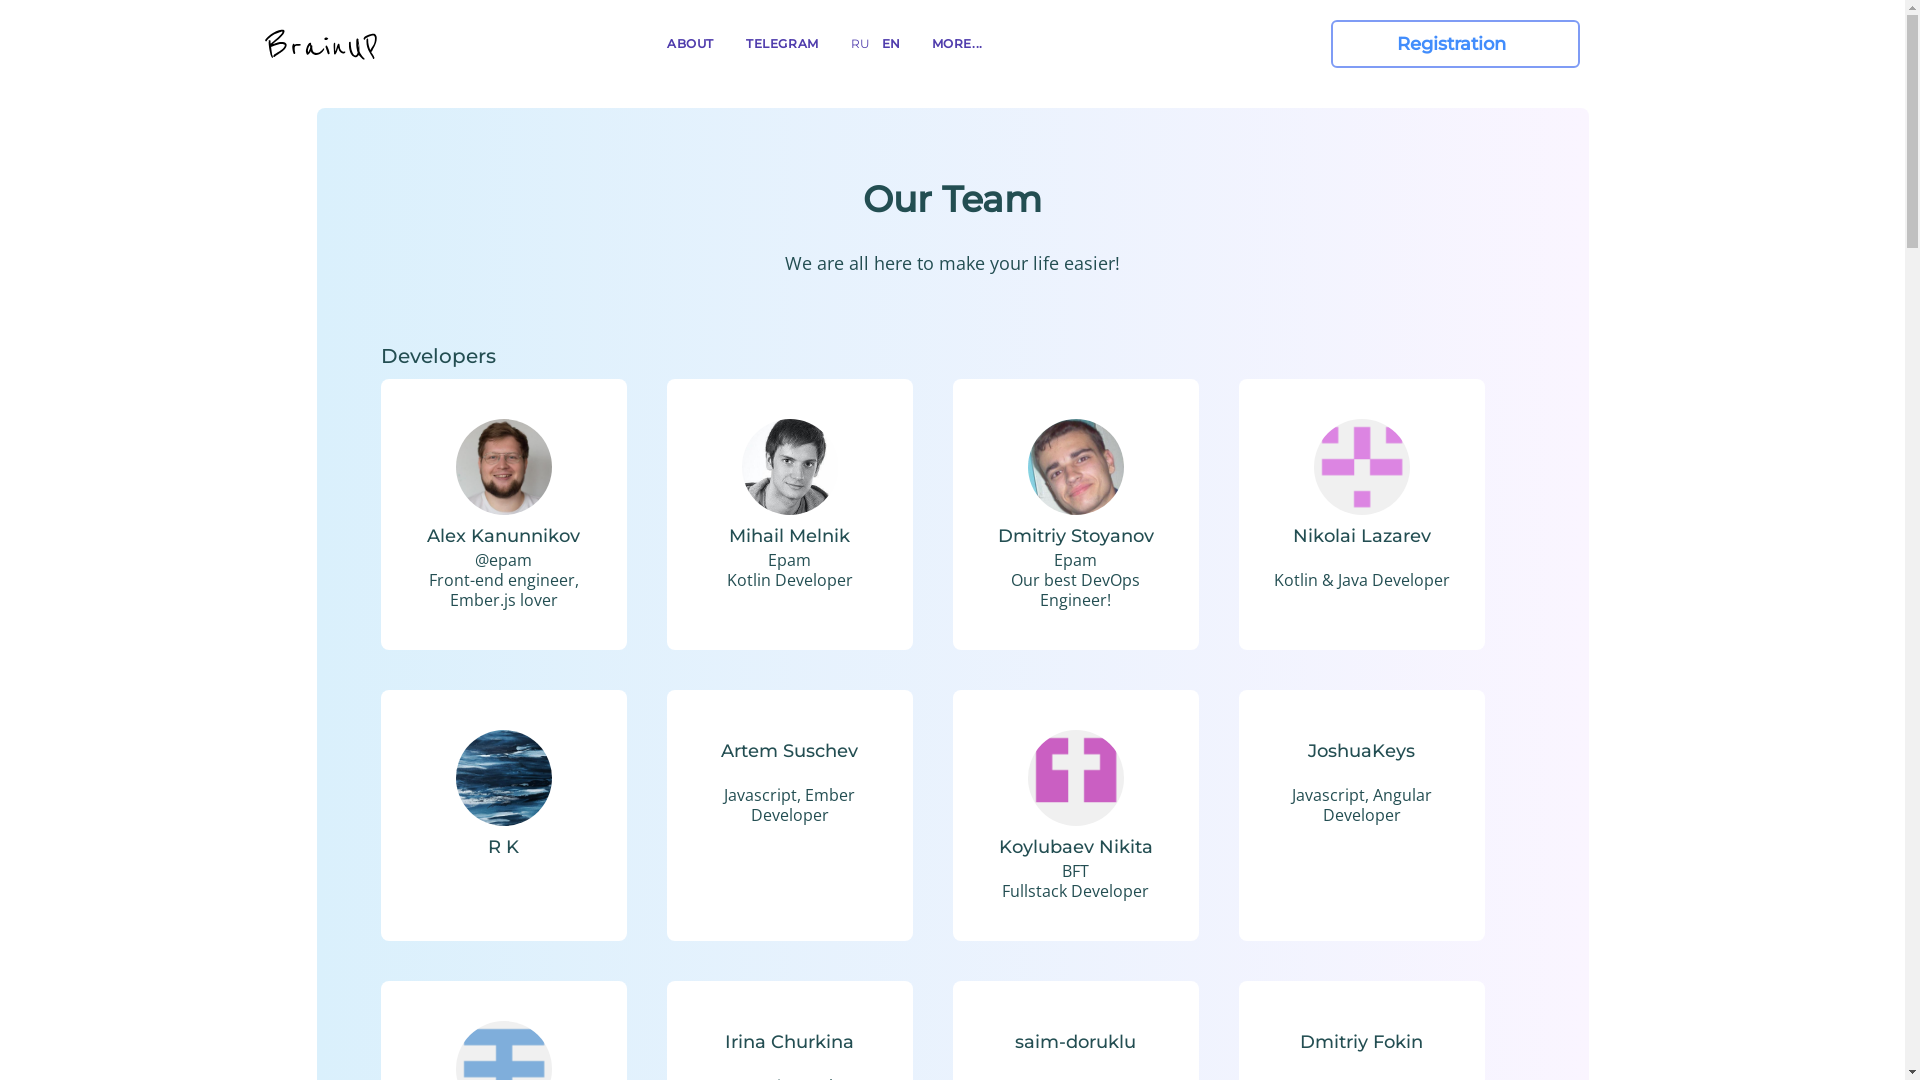 BrainUP
ABOUT
TELEGRAM
RU
EN
MORE...
Registration
Our Team
We are all here to make your life easier!
Developers
Alex Kanunnikov
@epam
Front-end engineer,
Ember.js lover
Mihail Melnik
Epam
Kotlin Developer
Dmitriy Stoyanov
Epam
Our best DevOps
Engineer!
Nikolai Lazarev
Kotlin & Java Developer
R K
Artem Suschev
Javascript, Ember
Developer
Koylubaev Nikita
BFT
Fullstack Developer
JoshuaKeys
Javascript, Angular
Developer
Irina Churkina
saim-doruklu
Dmitriy Fokin